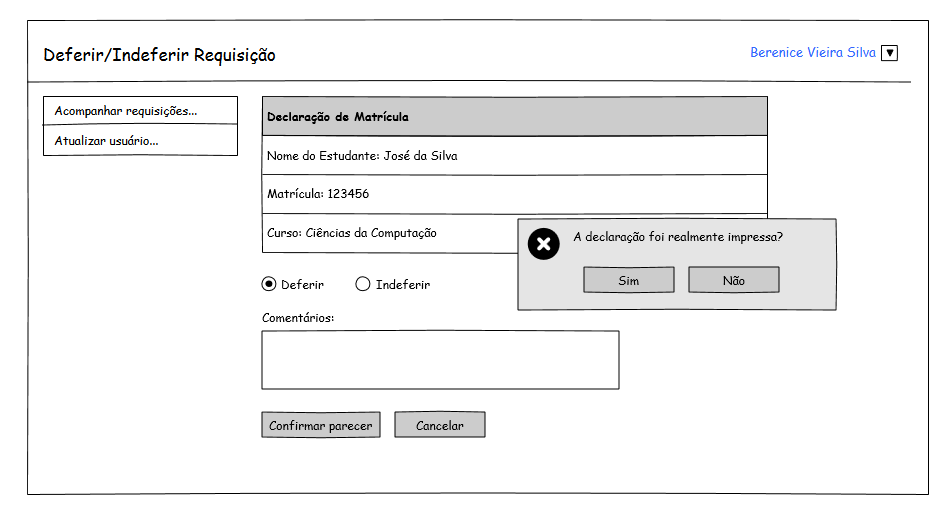 Deferir/Indeferir Requisição
Berenice Vieira Silva
Acompanhar requisições...
Atualizar usuário...
Declaração de Matrícula
Nome do Estudante: José da Silva
Matrícula: 123456
Curso: Ciências da Computação
A declaração foi realmente impressa?
Sim
Não
Deferir
Indeferir
Comentários:
Confirmar parecer
Cancelar